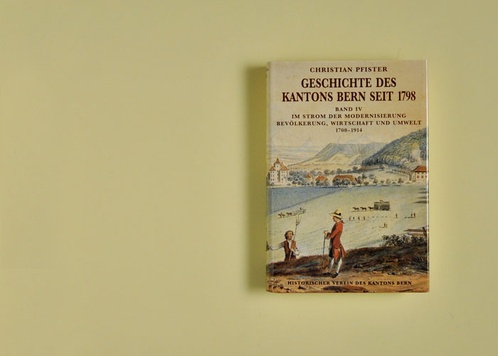 CHRISTIAN PFISTER
GESCHICHTE DES
KANTONS BERN SEIT 1798
BAND IV
IM STROM DER MODERNISIERUNG
BEVÖLKERUNG, WIRTSCHAFT UND UMWELT
1700–1914
HISTORISCHER VEREIN DES KANTONS BERN